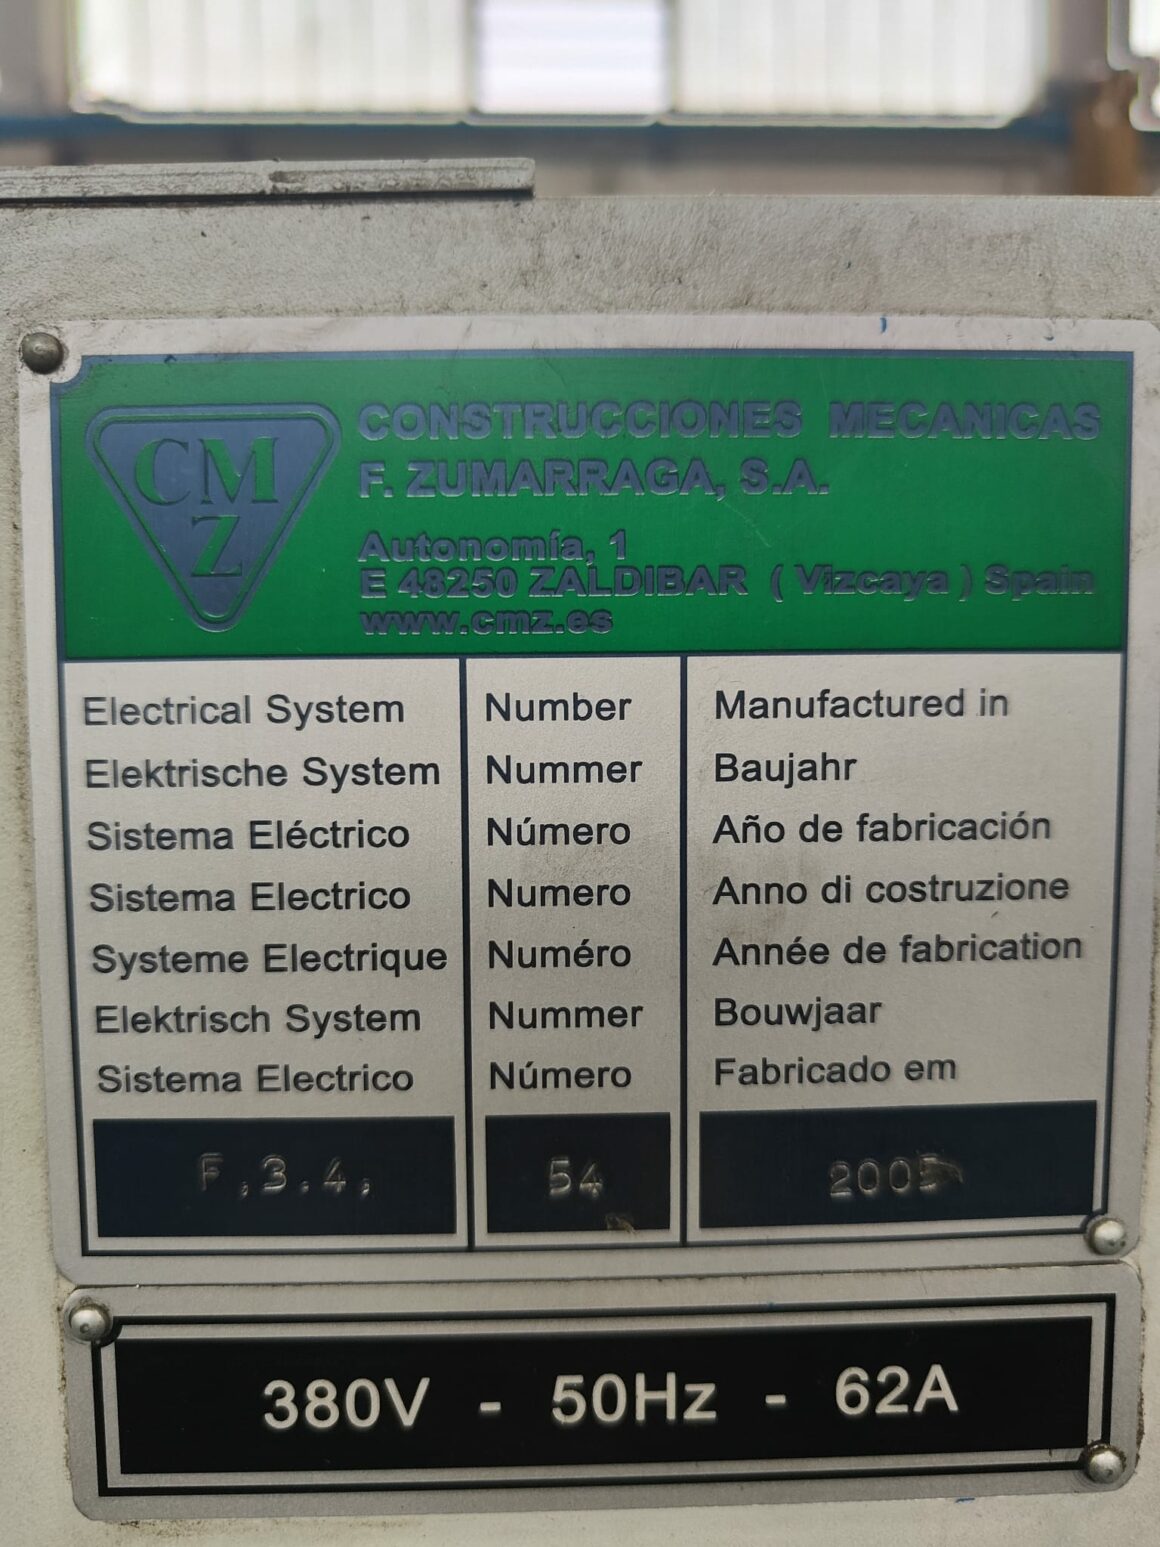 CMZ
CONSTRUCCIONES MECANICAS
F. ZUMARRAGA, S.A.
Autonomía, 1
E 48250 ZALDIBAR ( Vizcaya ) Spain
www.cmz.es
Electrical System Number Manufactured in
Elektrische System Nummer Baujahr
Sistema Eléctrico Número Año de fabricación
Sistema Electrico Numero Anno di costruzione
Systeme Electrique Numéro Année de fabrication
Elektrisch System Nummer Bouwjaar
Sistema Electrico Número Fabricado em
F,3.4, 54
380V - 50Hz - 62A